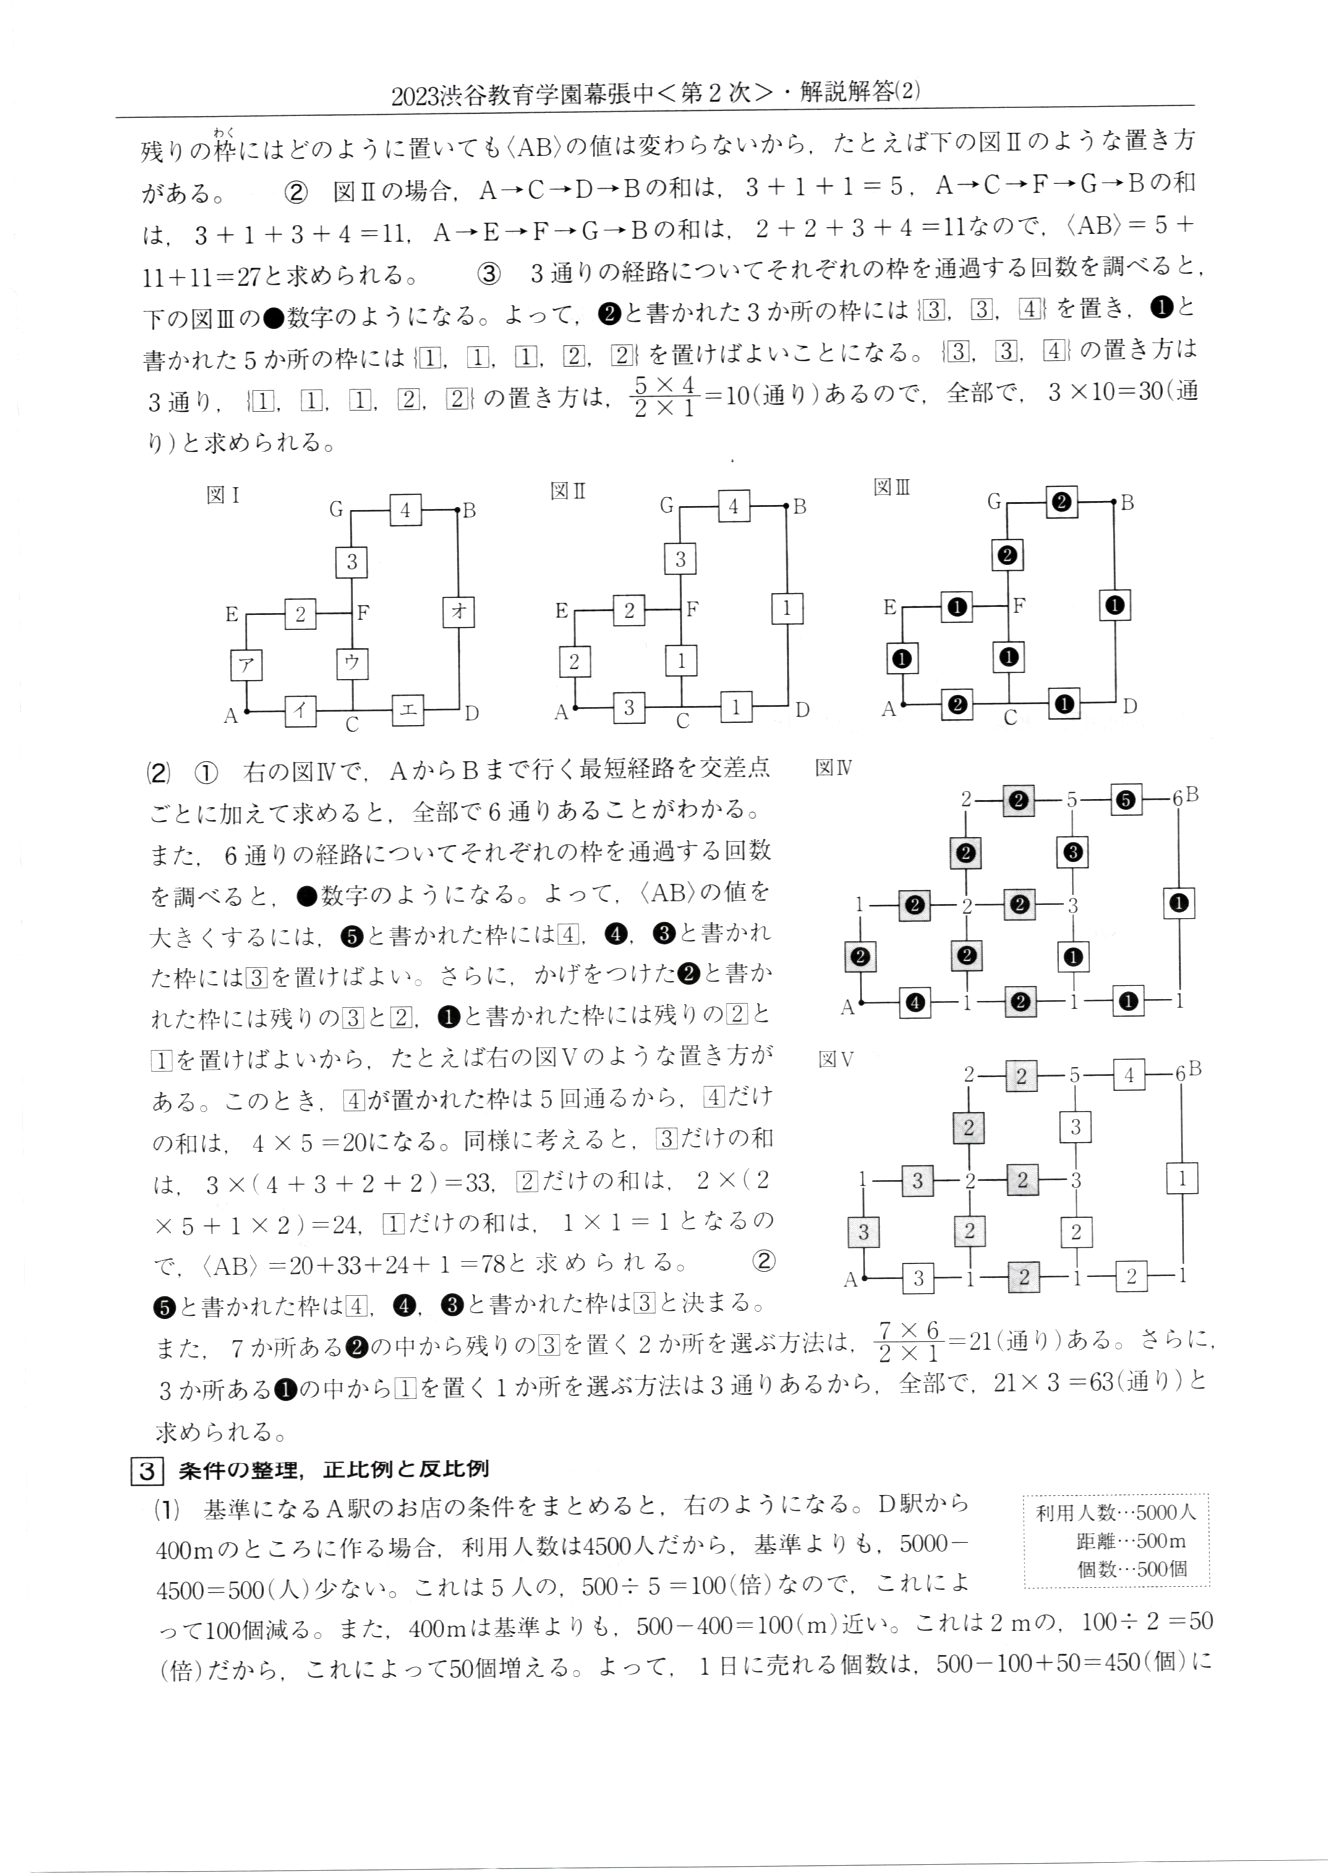 2023渋谷教育学園幕張中＜第２次＞・解説解答(2)
残りの枠にはどのように置いても〈AB〉の値は変わらないから，たとえば下の図Ⅱのような置き方
わく
がある。　② 図Ⅱの場合，A→C→D→Bの和は，３＋１＋１＝５，A→C→F→G→Bの和
は，３＋１＋３＋４＝11，A→E→F→G→Bの和は，２＋２＋３＋４＝11なので，〈AB〉＝５＋
11＋11＝27と求められる。　③ ３通りの経路についてそれぞれの枠を通過する回数を調べると，
下の図Ⅲの●数字のようになる。よって，❷と書かれた３か所の枠には{3，3，4}を置き，❶と
書かれた５か所の枠には{1，1，1，2，2}を置けばよいことになる。{3，3，4}の置き方は
３通り，{1，1，1，2，2}の置き方は，5×4/2×1＝10(通り)あるので，全部で，３×10＝30(通
り)と求められる。
図Ⅰ
G 4 B
3
E 2 F オ
ア ウ
A イ C エ D
図Ⅱ
G 4 B
3
E 2 F 1
2 1
A 3 C 1 D
図Ⅲ
G ❷ B
❷
E ❶ F ❶
❶ ❶
A ❷ C ❶ D
(2) ① 右の図Ⅳで，AからBまで行く最短経路を交差点
ごとに加えて求めると，全部で６通りあることがわかる。
また，６通りの経路についてそれぞれの枠を通過する回数
を調べると，●数字のようになる。よって，〈AB〉の値を
大きくするには，❺と書かれた枠には4，❹，❸と書かれ
た枠には3を置けばよい。さらに，かげをつけた❷と書か
れた枠には残りの3と2，❶と書かれた枠には残りの2と
1を置けばよいから，たとえば右の図Ⅴのような置き方が
ある。このとき，4が置かれた枠は５回通るから，4だけ
の和は，４×５＝20になる。同様に考えると，3だけの和
は，３×(４＋３＋２＋２)＝33，2だけの和は，２×(２
×５＋１×２)＝24，1だけの和は，１×１＝１となるの
で，〈AB〉＝20＋33＋24＋１＝78と求められる。　②
❺と書かれた枠は4，❹，❸と書かれた枠は3と決まる。
図Ⅳ
2 ❷ 5 ❺ 6 B
❷ ❸
1 ❷ 2 ❷ 3 ❶
❷ ❷ ❶
A ❹ 1 ❷ 1 ❶ 1
図Ⅴ
2 2 5 4 6 B
2 3
1 3 2 2 3 1
3 2 2
A 3 1 2 1 2 1
また，７か所ある❷の中から残りの3を置く２か所を選ぶ方法は，7×6/2×1＝21(通り)ある。さらに，
３か所ある❶の中から1を置く１か所を選ぶ方法は３通りあるから，全部で，21×３＝63(通り)と
求められる。
3 条件の整理，正比例と反比例
(1) 基準になるA駅のお店の条件をまとめると，右のようになる。D駅から
400mのところに作る場合，利用人数は4500人だから，基準よりも，5000－
4500＝500(人)少ない。これは５人の，500÷５＝100(倍)なので，これによ
って100個減る。また，400mは基準よりも，500－400＝100(m)近い。これは２mの，100÷２＝50
(倍)だから，これによって50個増える。よって，１日に売れる個数は，500－100＋50＝450(個)に
利用人数…5000人
距離…500m
個数…500個